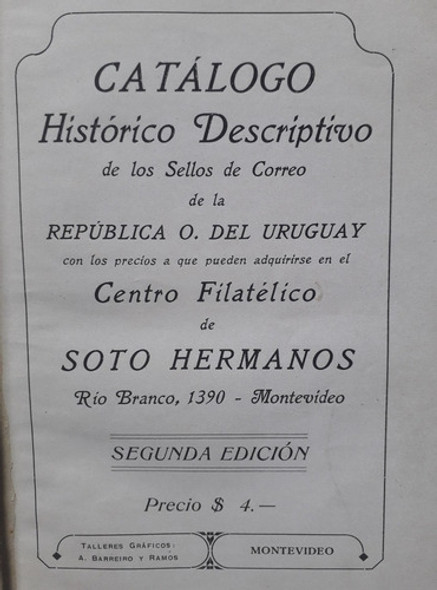 CATÁLOGO
Histórico Descriptivo
de los Sellos de Correo
de la
REPÚBLICA O. DEL URUGUAY
con los precios a que pueden adquirirse en el
Centro Filatélico
de
SOTO HERMANOS
Río Branco, 1390 - Montevideo
SEGUNDA EDICIÓN
Precio $ 4.—
TALLERES GRÁFICOS:
A. BARREIRO Y RAMOS
MONTEVIDEO